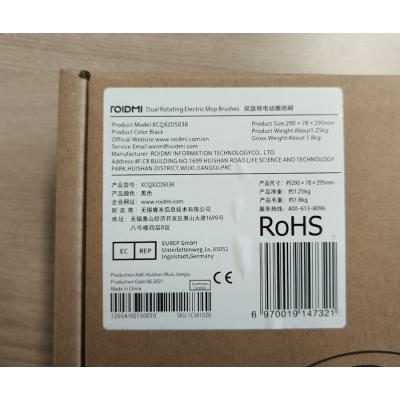 ROIDMI Dual Rotating Electric Mop Brushes 双旋转电动擦地刷
Product Model:XCQXZDS03B
Product Color:Black
Website:www.roidmi.com/en
Service Email:werm@roidmi.com
Product Size:290 × 78 × 295mm
Product Weight:About1.25kg
Product Gross Weight:About1.8kg
Manufacturer: ROIDMI INFORMATION TECHNOLOGY CO., LTD.
Address:4F,C8 BUILDING,NO.1699 HUISHAN ROAD,LIFE SCIENCE AND TECHNOLOGY
PARK,HUISHAN DISTRICT,WUXI,JIANGSU,PRC
产品型号: XCQXZDS03B
产品颜色: 黑色
企业网站: www.roidmi.com
制造商: 无锡睿米信息技术有限公司
地址: 无锡惠山经济开发区惠山大道1699号
八号楼四层B区
产品尺寸: 约290 × 78 × 295mm
产品净重: 约1.25kg
产品毛重: 约1.8kg
服务热线: 400-613-8096
RoHS
EC REP
EUREP GmbH
Unterlettenweg 1a, 85051
Ingolstadt,Germany
Production Add: Huishan Wuxi, Jiangsu
Production Date:06.2021
Made in China
CE
12654/00150010
SKU:1C381028
6 970019 147321